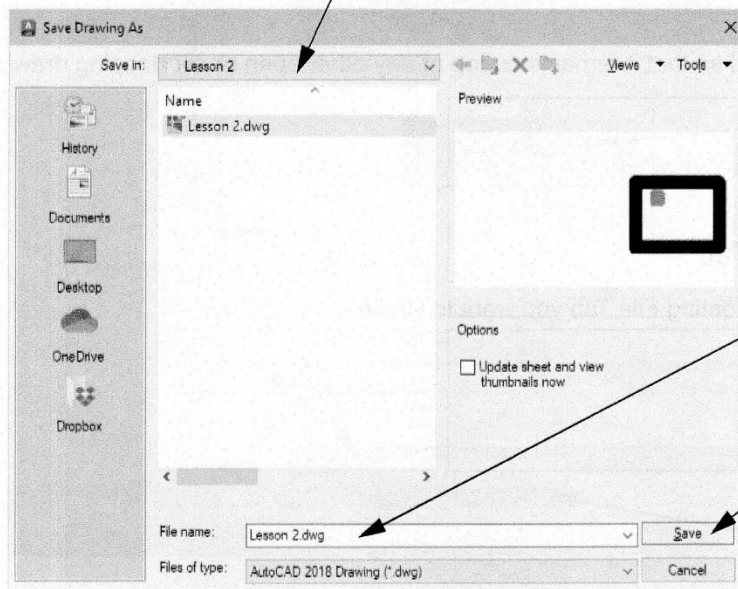 Save Drawing As
Save in: Lesson 2 Views Tools
Name
Lesson 2.dwg
Preview
History
Documents
Desktop
OneDrive
Dropbox
Options
Update sheet and view
thumbnails now
File name: Lesson 2.dwg Save
Files of type: AutoCAD 2018 Drawing (*.dwg) Cancel